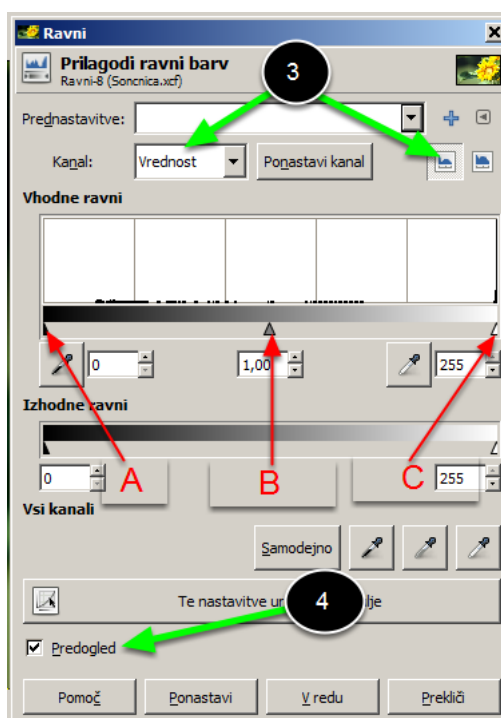 Ravni
Prilagodi ravni barv
Ravni-8 (Soncnica.xcf)
3
Prednastavitve:
Kanal: Vrednost Ponastavi kanal
Vhodne ravni
0 1,00 255
Izhodne ravni
0 255
A B C
Vsi kanali
Samodejno
Te nastavitve ur
4
lje
Predogled
Pomoč Ponastavi V redu Prekliči